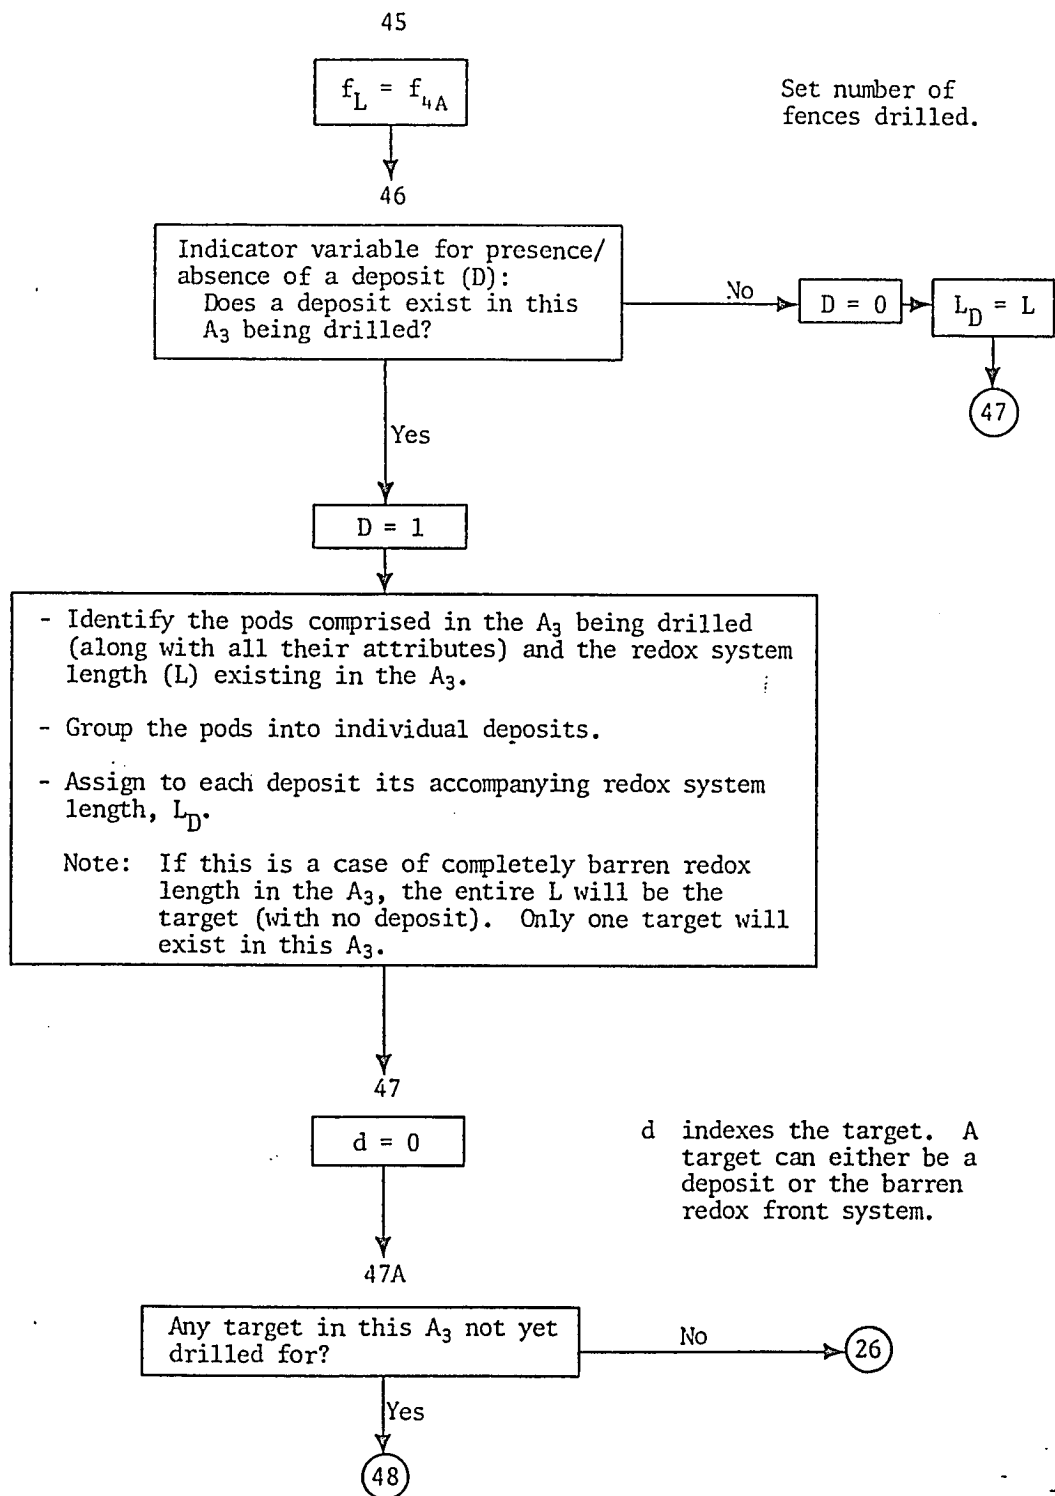 45
f_L = f_4A
Set number of
fences drilled.
46
Indicator variable for presence/
absence of a deposit (D):
Does a deposit exist in this
A₃ being drilled?
No
D = 0
L_D = L
47
Yes
D = 1
- Identify the pods comprised in the A₃ being drilled
(along with all their attributes) and the redox system
length (L) existing in the A₃.
- Group the pods into individual deposits.
- Assign to each deposit its accompanying redox system
length, L_D.
Note: If this is a case of completely barren redox
length in the A₃, the entire L will be the
target (with no deposit). Only one target will
exist in this A₃.
47
d = 0
d indexes the target. A
target can either be a
deposit or the barren
redox front system.
47A
Any target in this A₃ not yet
drilled for?
No
26
Yes
48